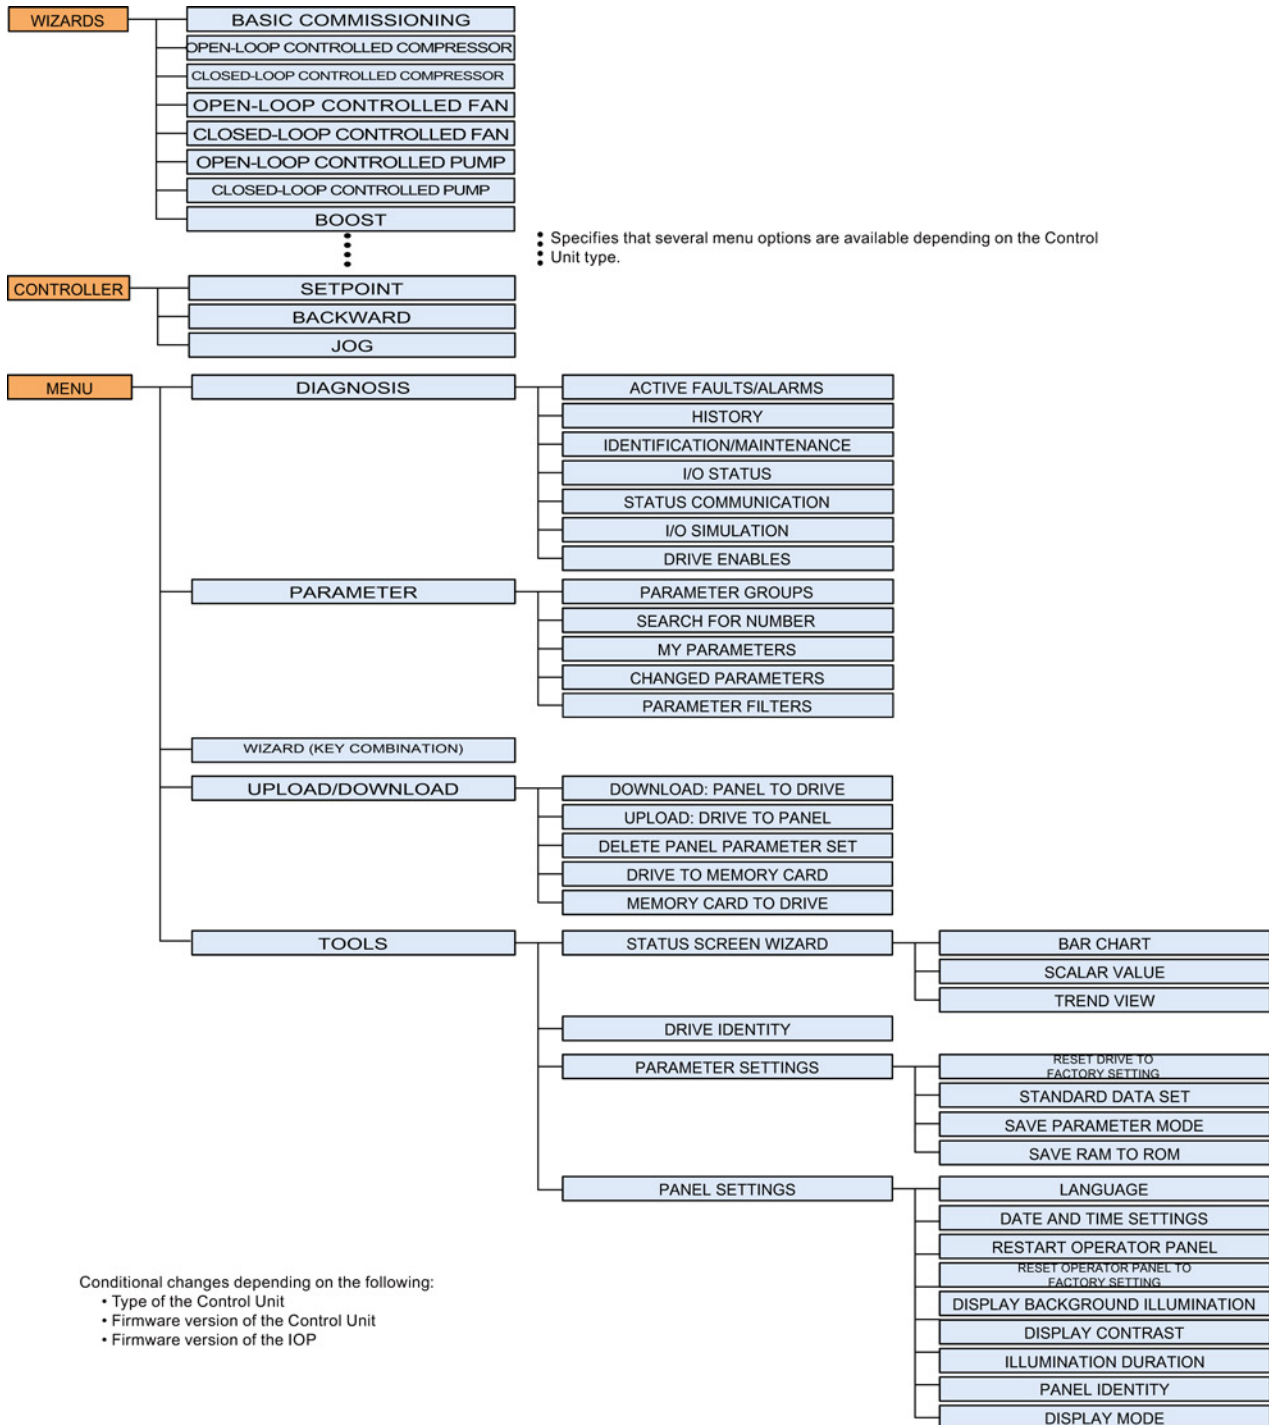 WIZARDS
BASIC COMMISSIONING
OPEN-LOOP CONTROLLED COMPRESSOR
CLOSED-LOOP CONTROLLED COMPRESSOR
OPEN-LOOP CONTROLLED FAN
CLOSED-LOOP CONTROLLED FAN
OPEN-LOOP CONTROLLED PUMP
CLOSED-LOOP CONTROLLED PUMP
BOOST
Specifies that several menu options are available depending on the Control
Unit type.
CONTROLLER
SETPOINT
BACKWARD
JOG
MENU
DIAGNOSIS
ACTIVE FAULTS/ALARMS
HISTORY
IDENTIFICATION/MAINTENANCE
I/O STATUS
STATUS COMMUNICATION
I/O SIMULATION
DRIVE ENABLES
PARAMETER
PARAMETER GROUPS
SEARCH FOR NUMBER
MY PARAMETERS
CHANGED PARAMETERS
PARAMETER FILTERS
WIZARD (KEY COMBINATION)
UPLOAD/DOWNLOAD
DOWNLOAD: PANEL TO DRIVE
UPLOAD: DRIVE TO PANEL
DELETE PANEL PARAMETER SET
DRIVE TO MEMORY CARD
MEMORY CARD TO DRIVE
TOOLS
STATUS SCREEN WIZARD
BAR CHART
SCALAR VALUE
TREND VIEW
DRIVE IDENTITY
PARAMETER SETTINGS
RESET DRIVE TO
FACTORY SETTING
STANDARD DATA SET
SAVE PARAMETER MODE
SAVE RAM TO ROM
PANEL SETTINGS
LANGUAGE
DATE AND TIME SETTINGS
RESTART OPERATOR PANEL
RESET OPERATOR PANEL TO
FACTORY SETTING
DISPLAY BACKGROUND ILLUMINATION
DISPLAY CONTRAST
ILLUMINATION DURATION
PANEL IDENTITY
DISPLAY MODE
Conditional changes depending on the following:
• Type of the Control Unit
• Firmware version of the Control Unit
• Firmware version of the IOP